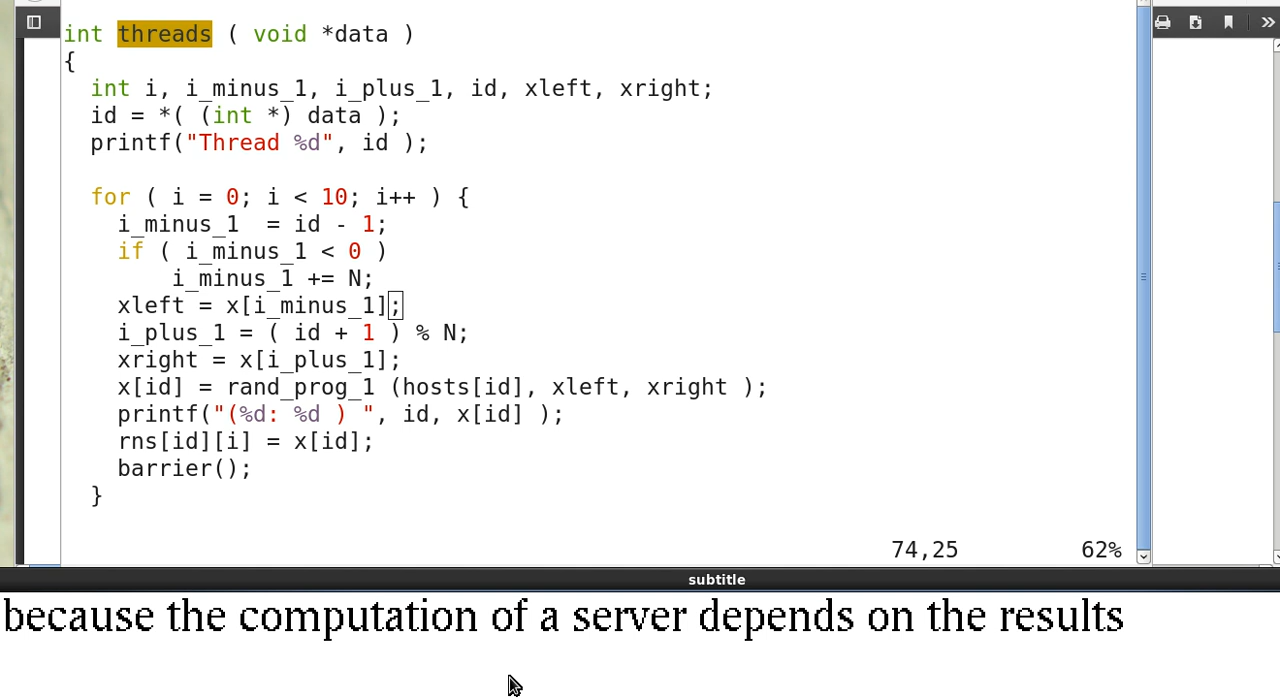 int threads ( void *data )
{
  int i, i_minus_1, i_plus_1, id, xleft, xright;
  id = *( (int *) data );
  printf("Thread %d", id );
  for ( i = 0; i < 10; i++ ) {
    i_minus_1  = id - 1;
    if ( i_minus_1 < 0 )
        i_minus_1 += N;
    xleft = x[i_minus_1];
    i_plus_1 = ( id + 1 ) % N;
    xright = x[i_plus_1];
    x[id] = rand_prog_1 (hosts[id], xleft, xright );
    printf("(%d: %d ) ", id, x[id] );
    rns[id][i] = x[id];
    barrier();
  }
74,25 62%
subtitle
because the computation of a server depends on the results